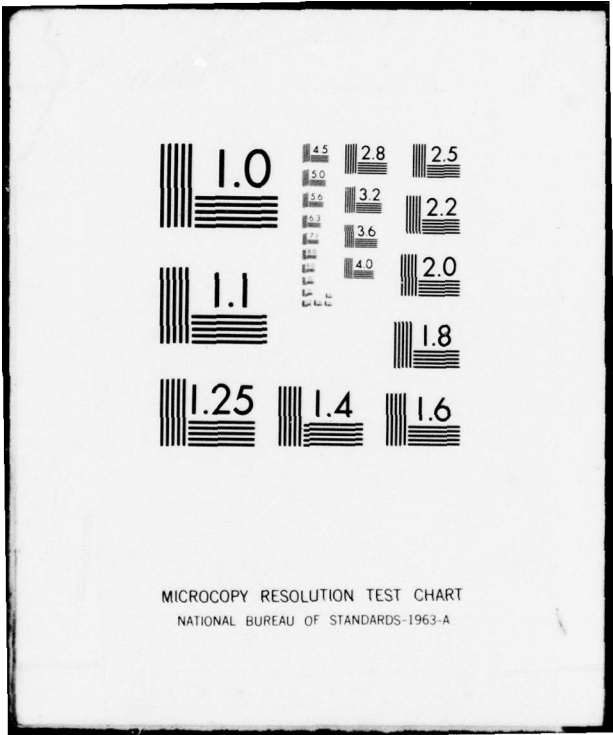 1.0
4.5 2.8 2.5
5.0
5.6 3.2 2.2
6.3
3.6
1.1 4.0 2.0
1.8
1.25 1.4 1.6
MICROCOPY RESOLUTION TEST CHART
NATIONAL BUREAU OF STANDARDS-1963-A